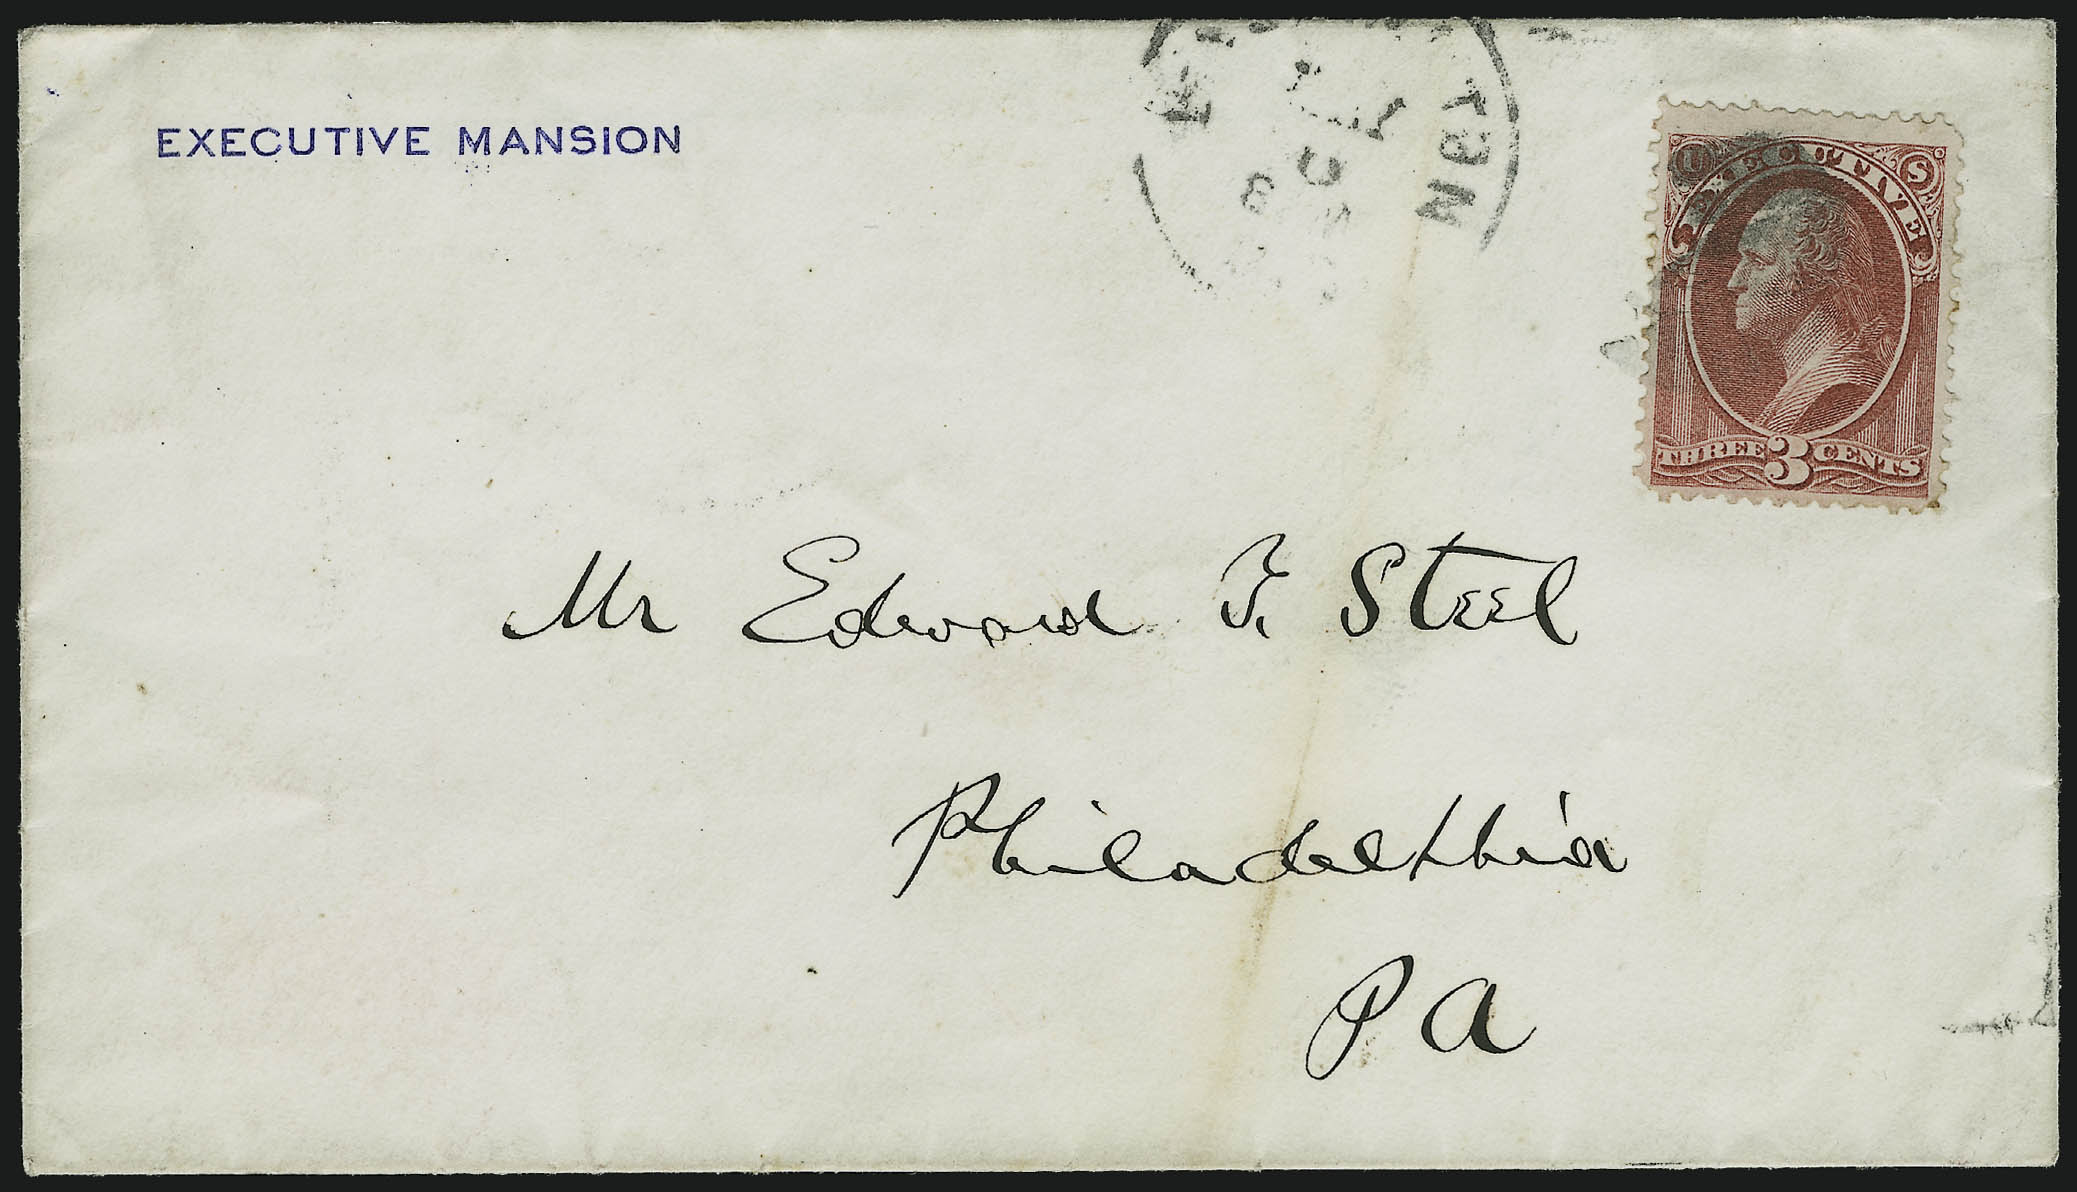 EXECUTIVE MANSION
U S
EXECUTIVE
THREE 3 CENTS
Mr Edward T. Steel
Philadelphia
PA